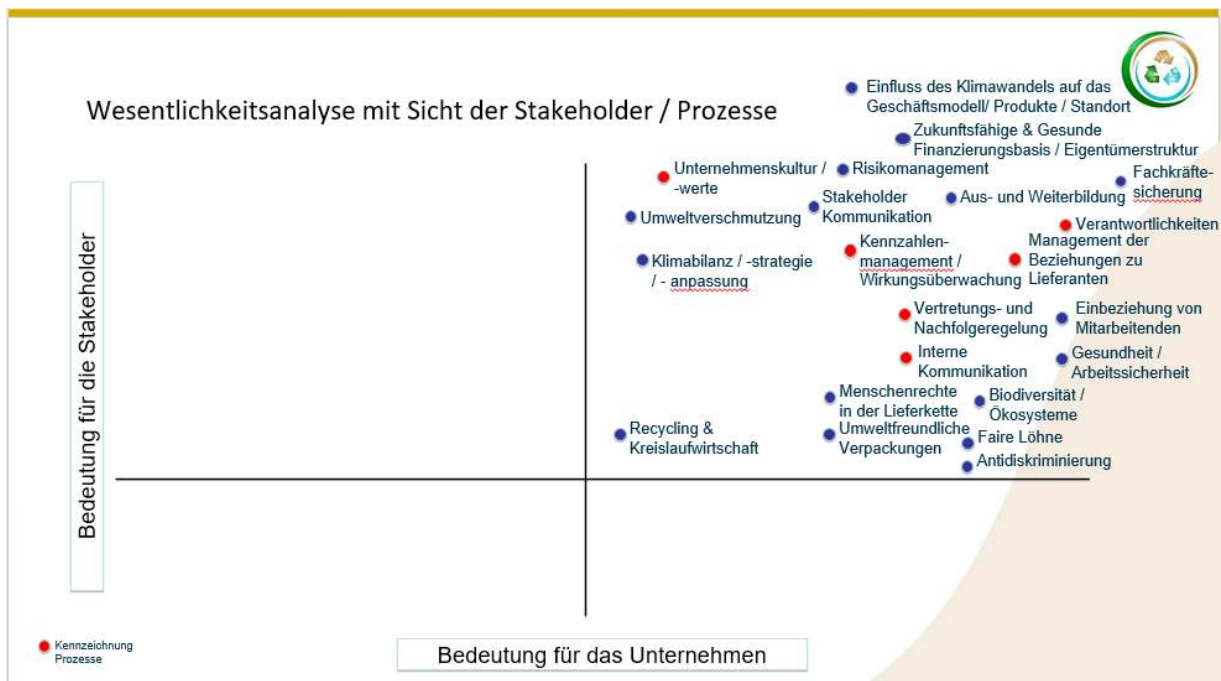 Wesentlichkeitsanalyse mit Sicht der Stakeholder / Prozesse
Einfluss des Klimawandels auf das
Geschäftsmodell/ Produkte / Standort
Zukunftsfähige & Gesunde
Finanzierungsbasis / Eigentümerstruktur
Unternehmenskultur /
-werte
Risikomanagement
Fachkräfte-
sicherung
Umweltverschmutzung
Stakeholder
Kommunikation
Aus- und Weiterbildung
Verantwortlichkeiten
Klimabilanz / -strategie
/ - anpassung
Kennzahlen-
management /
Wirkungsüberwachung
Management der
Beziehungen zu
Lieferanten
Vertretungs- und
Nachfolgeregelung
Einbeziehung von
Mitarbeitenden
Interne
Kommunikation
Gesundheit /
Arbeitssicherheit
Menschenrechte
in der Lieferkette
Biodiversität /
Ökosysteme
Recycling &
Kreislaufwirtschaft
Umweltfreundliche
Verpackungen
Faire Löhne
Antidiskriminierung
Bedeutung für die Stakeholder
Kennzeichnung
Prozesse
Bedeutung für das Unternehmen